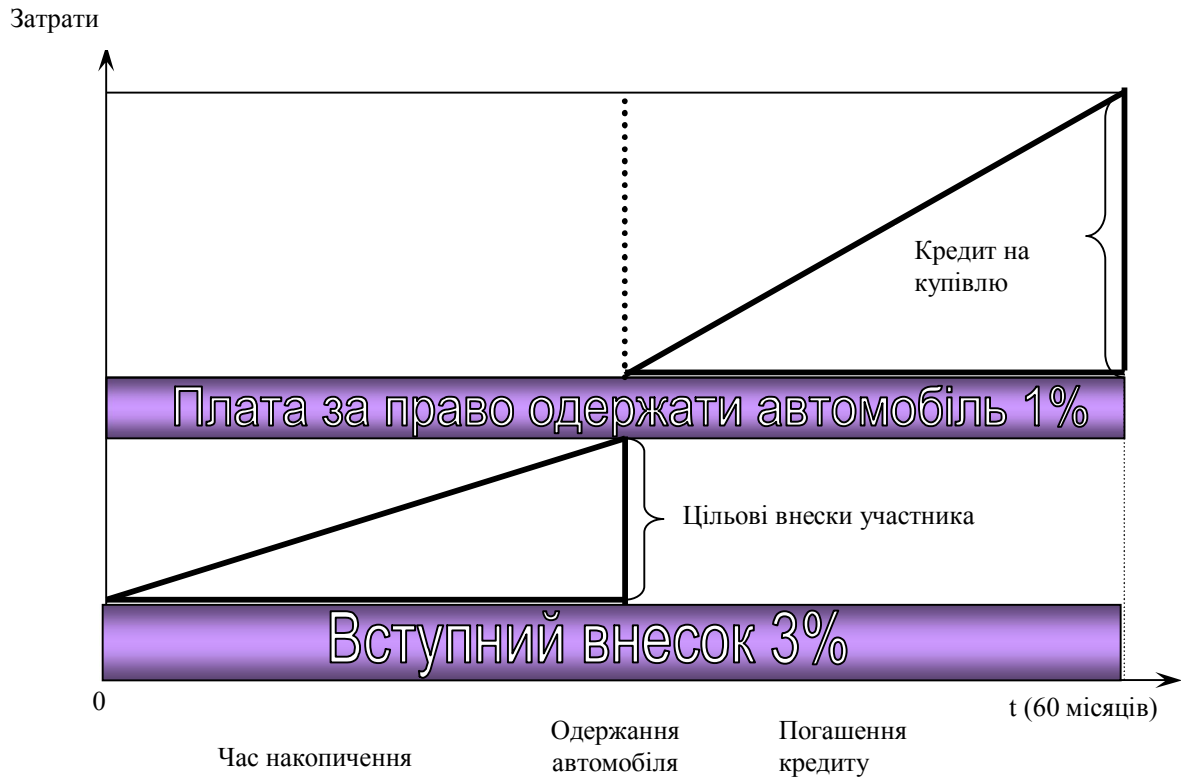 Затрати
Кредит на
купівлю
Плата за право одержати автомобіль 1%
Цільові внески участника
Вступний внесок 3%
0
t (60 місяців)
Час накопичення
Одержання
автомобіля
Погашення
кредиту